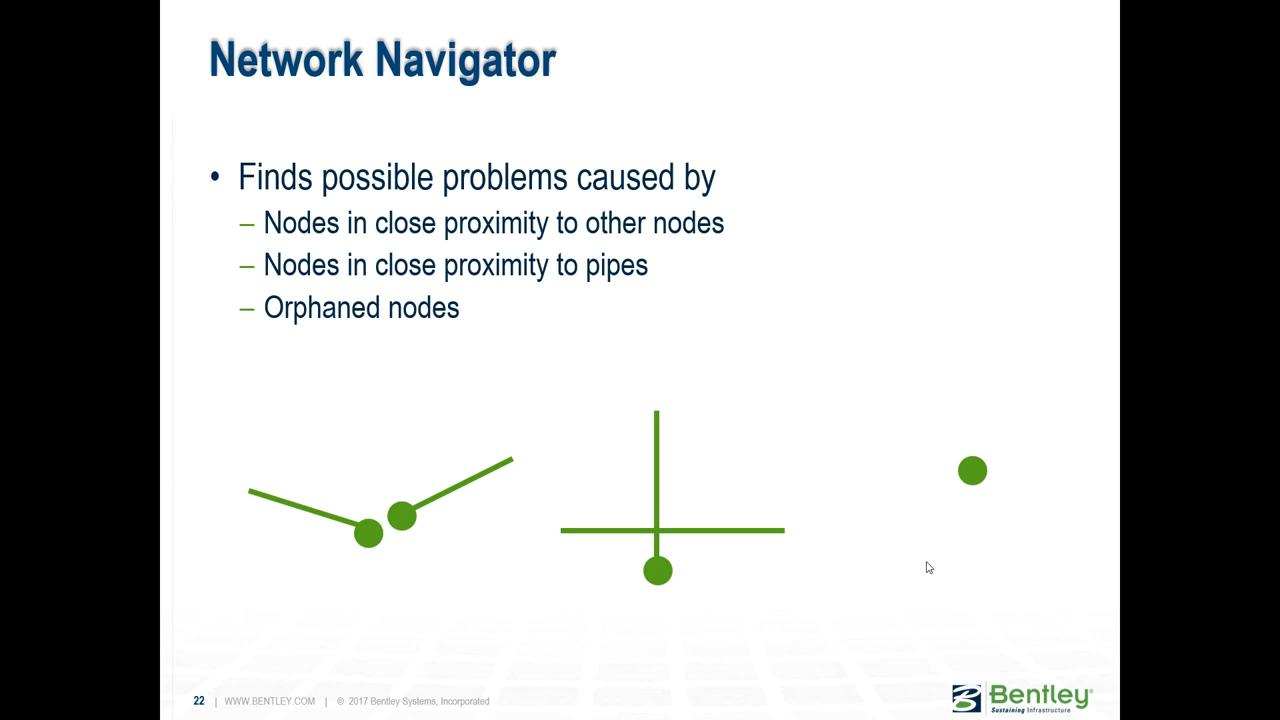 Network Navigator
• Finds possible problems caused by
– Nodes in close proximity to other nodes
– Nodes in close proximity to pipes
– Orphaned nodes
22 | WWW.BENTLEY.COM | © 2017 Bentley Systems, Incorporated
Bentley®
Sustaining Infrastructure